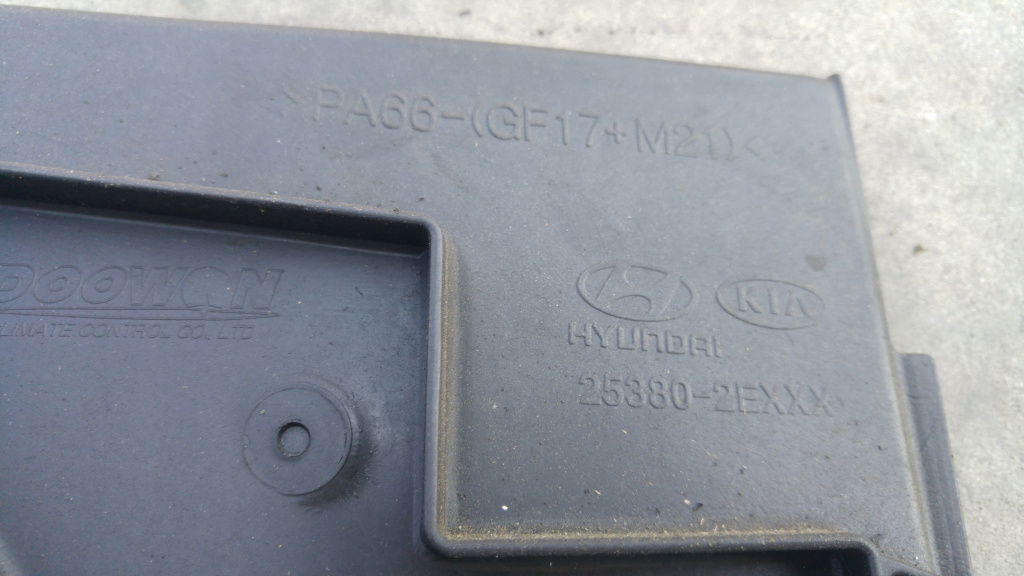 >PA66-(GF17+M21)<
DOOWON
CLIMATE CONTROL CO., LTD
HYUNDAI
KIA
25380-2EXXX